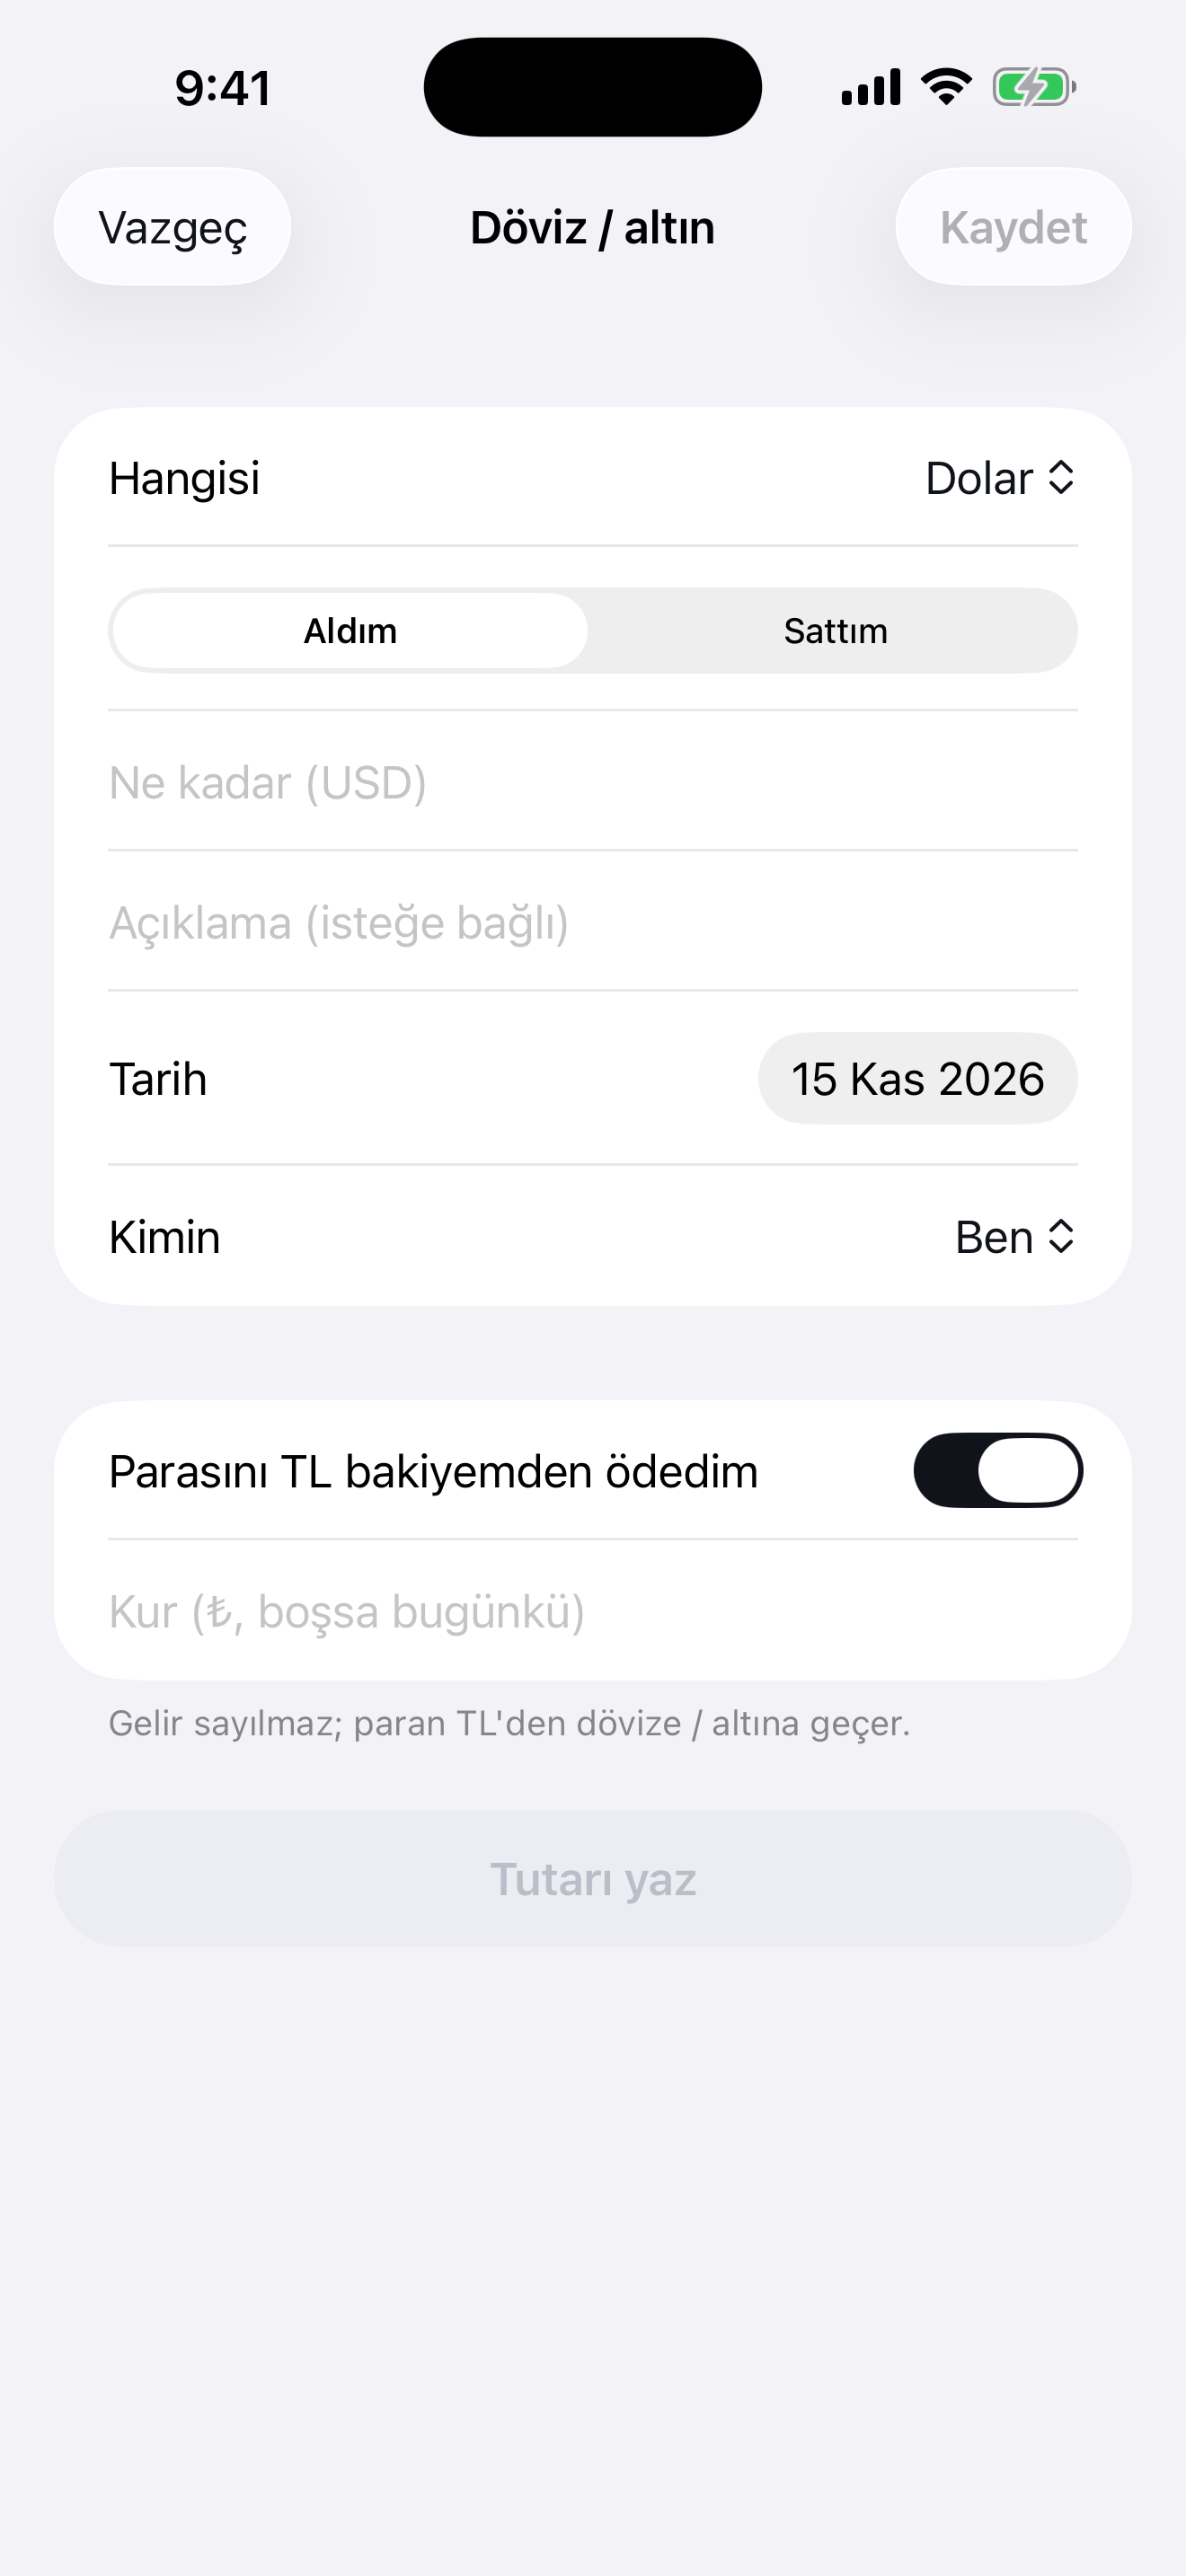 9:41
Vazgeç
Döviz / altın
Kaydet
Hangisi
Dolar
Aldım
Sattım
Ne kadar (USD)
Açıklama (isteğe bağlı)
Tarih
15 Kas 2026
Kimin
Ben
Parasını TL bakiyemden ödedim
Kur (₺, boşsa bugünkü)
Gelir sayılmaz; paran TL'den dövize / altına geçer.
Tutarı yaz